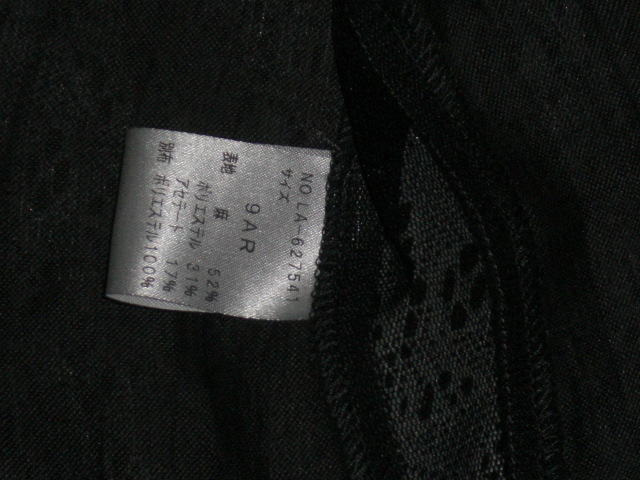 NO.LA-627541
サイズ 9AR
表地 麻 52%
ポリエステル 31%
アセテート 17%
別布 ポリエステル100%